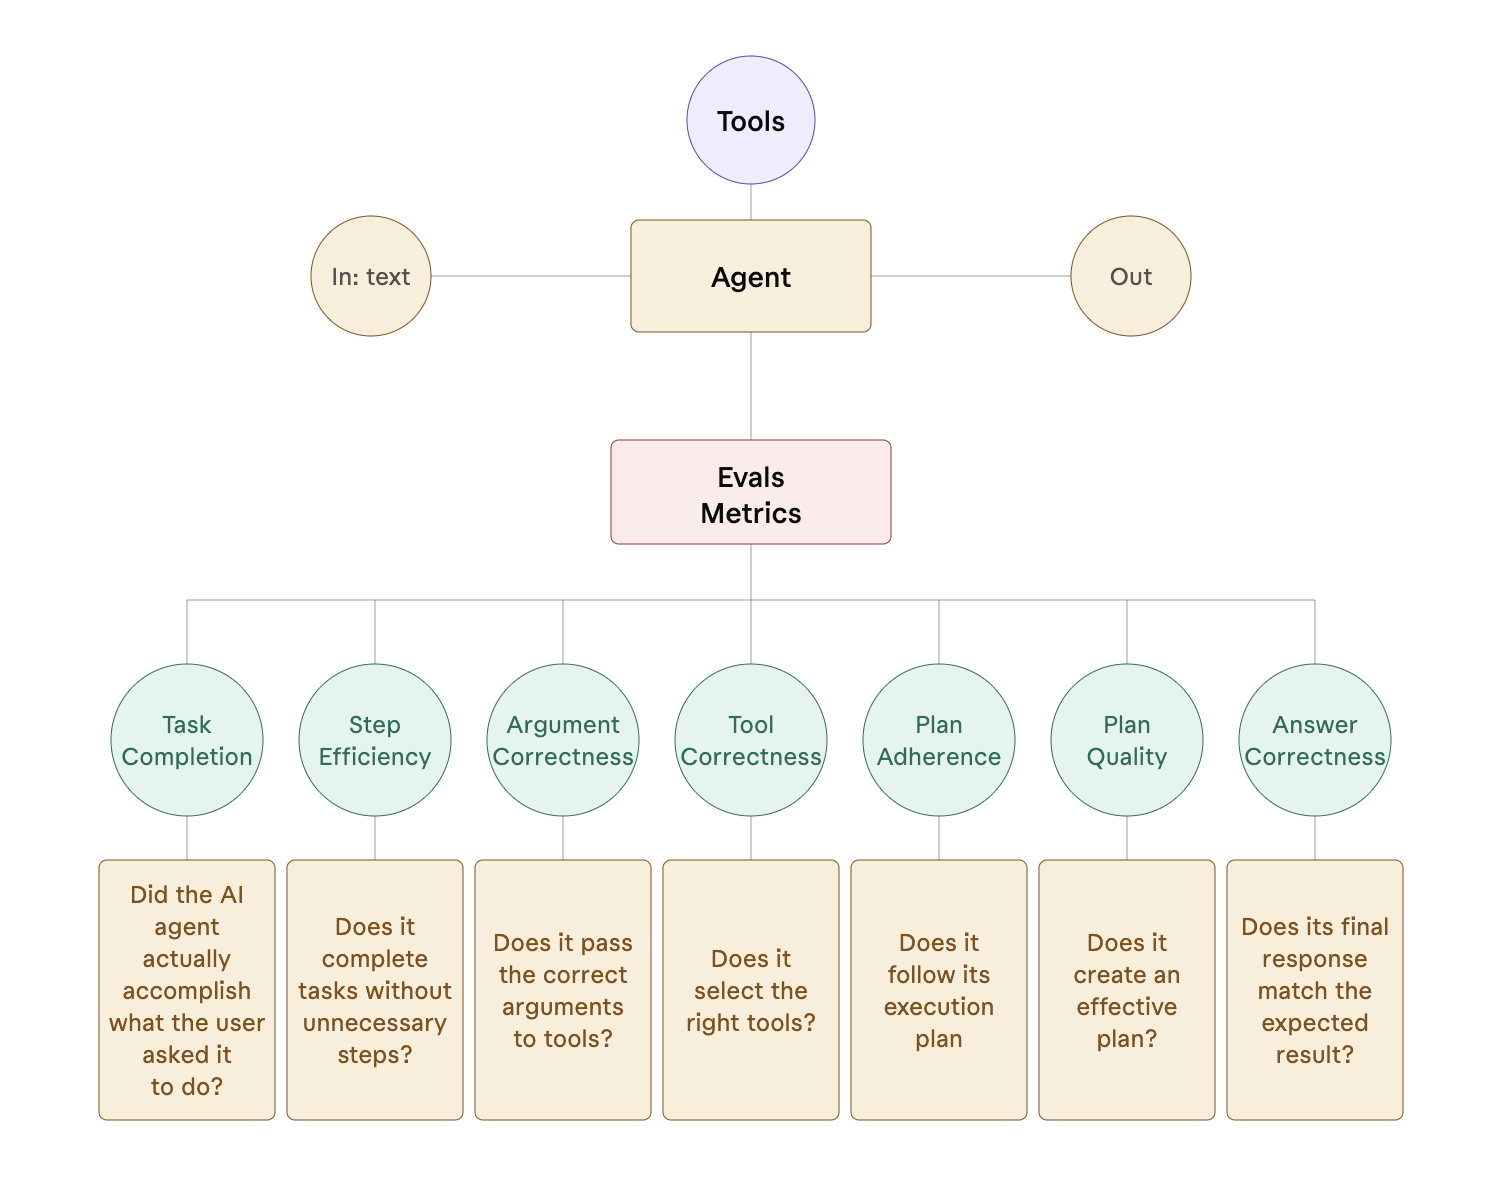 Tools
In: text
Agent
Out
Evals
Metrics
Task
Completion
Step
Efficiency
Argument
Correctness
Tool
Correctness
Plan
Adherence
Plan
Quality
Answer
Correctness
Did the AI
agent
actually
accomplish
what the user
asked it
to do?
Does it
complete
tasks without
unnecessary
steps?
Does it pass
the correct
arguments
to tools?
Does it
select the
right tools?
Does it
follow its
execution
plan
Does it
create an
effective
plan?
Does its final
response
match the
expected
result?